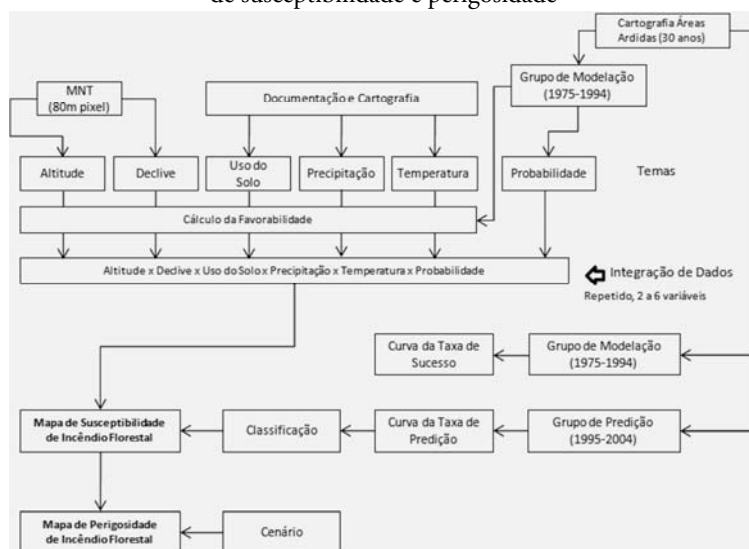 de susceptibilidade e perigosidade
Cartografia Áreas
Ardidas (30 anos)
MNT
(80m pixel)
Documentação e Cartografia
Grupo de Modelação
(1975-1994)
Altitude
Declive
Uso do
Solo
Precipitação
Temperatura
Probabilidade
Temas
Cálculo da Favorabilidade
Altitude x Declive x Uso do Solo x Precipitação x Temperatura x Probabilidade
Integração de Dados
Repetido, 2 a 6 variáveis
Curva da Taxa de
Sucesso
Grupo de Modelação
(1975-1994)
Mapa de Susceptibilidade
de Incêndio Florestal
Classificação
Curva da Taxa de
Predição
Grupo de Predição
(1995-2004)
Mapa de Perigosidade
de Incêndio Florestal
Cenário